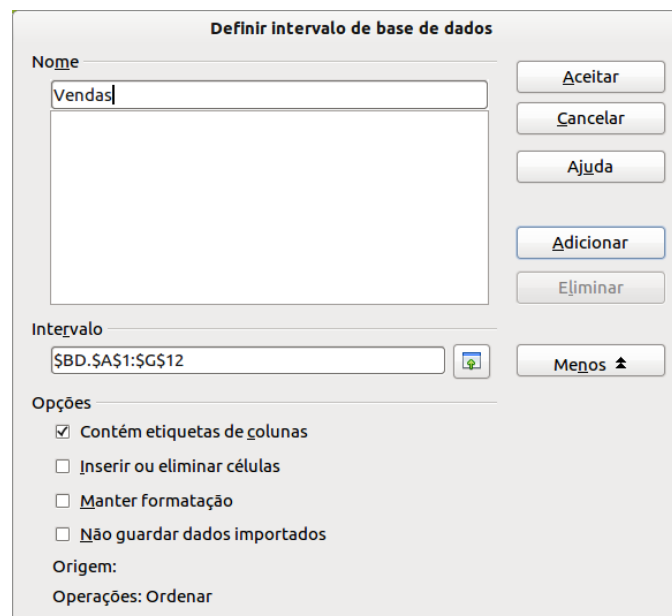 Definir intervalo de base de dados
Nome
Vendas
Aceitar
Cancelar
Ajuda
Adicionar
Eliminar
Intervalo
$BD.$A$1:$G$12
Menos
Opções
Contém etiquetas de colunas
Inserir ou eliminar células
Manter formatação
Não guardar dados importados
Origem:
Operações: Ordenar